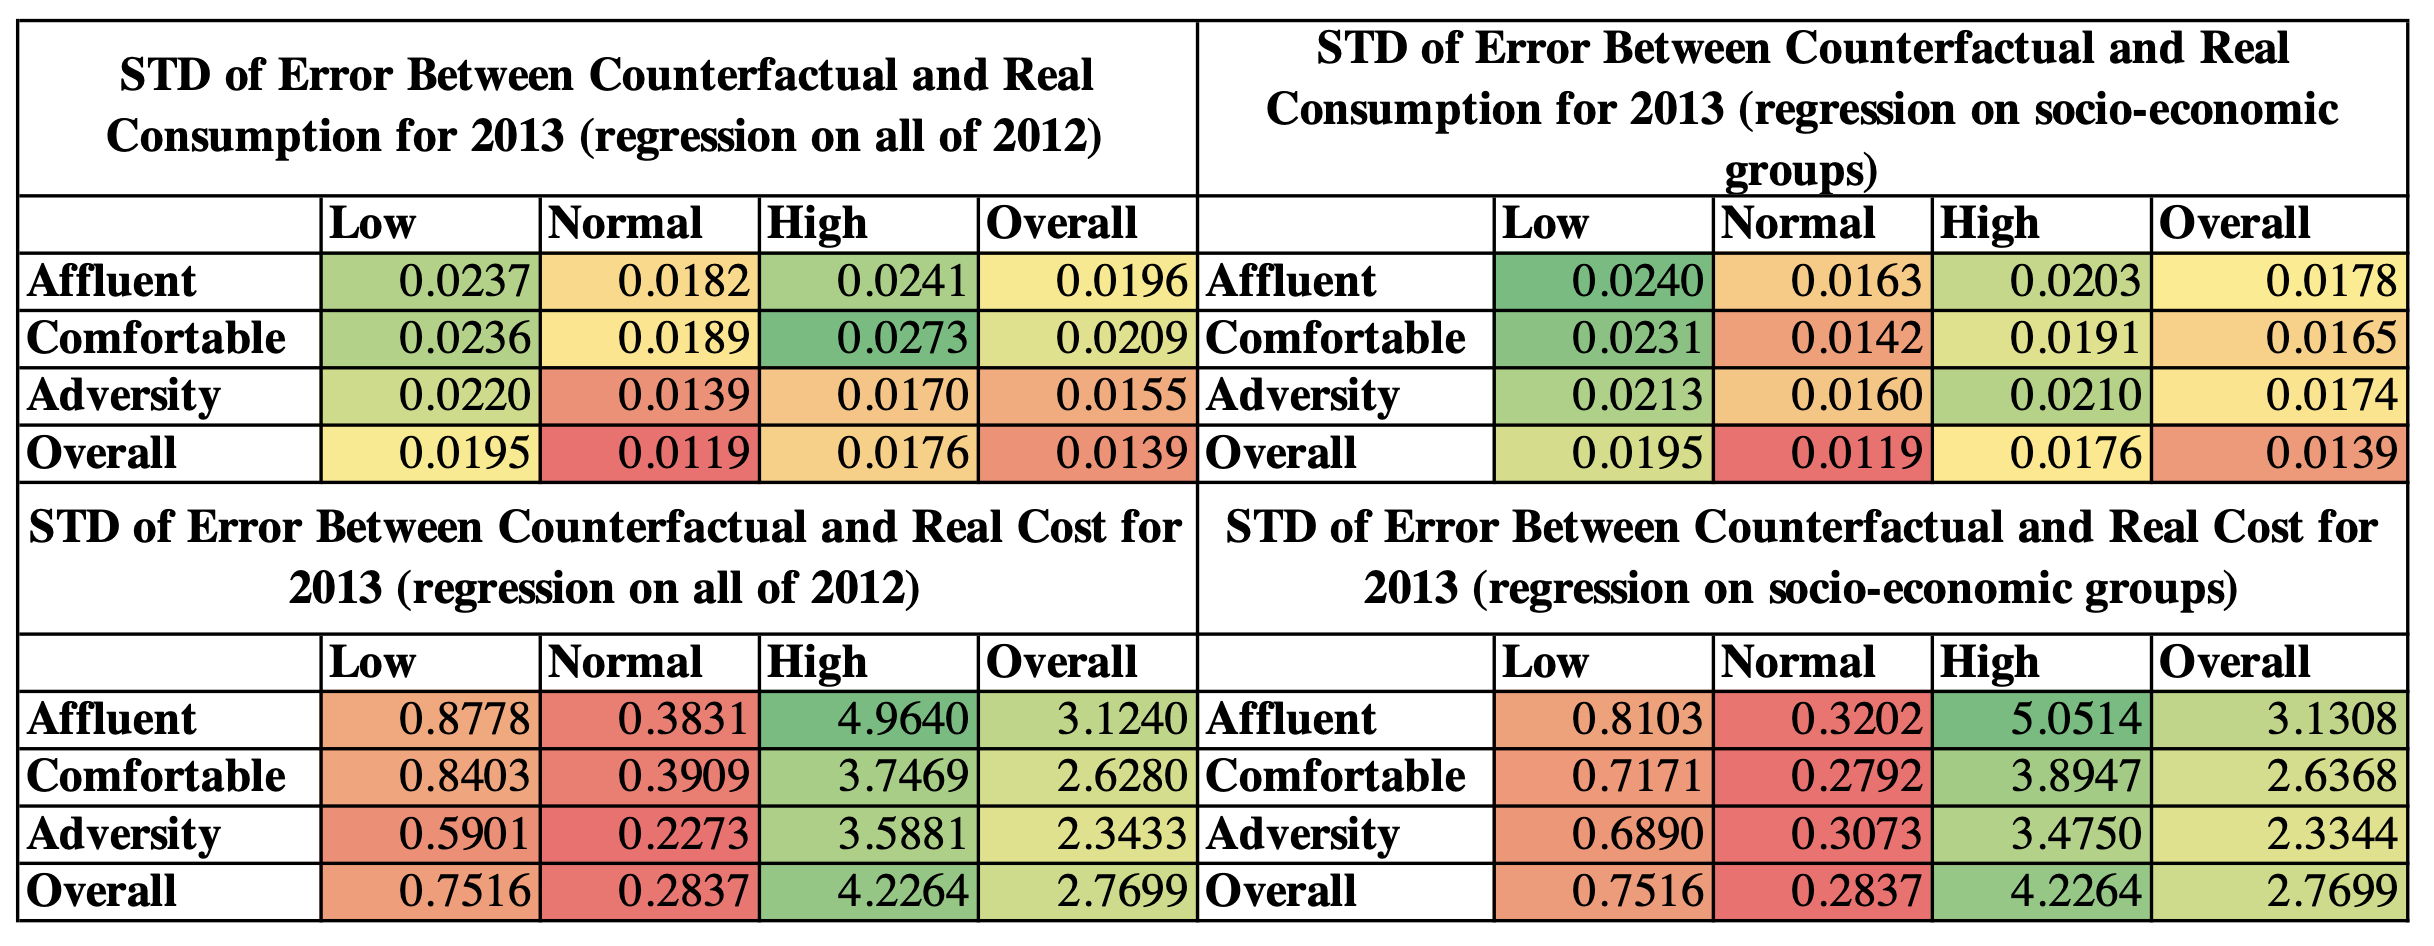 STD of Error Between Counterfactual and Real
Consumption for 2013 (regression on all of 2012)
STD of Error Between Counterfactual and Real
Consumption for 2013 (regression on socio-economic
groups)
Low Normal High Overall Low Normal High Overall
Affluent 0.0237 0.0182 0.0241 0.0196 Affluent 0.0240 0.0163 0.0203 0.0178
Comfortable 0.0236 0.0189 0.0273 0.0209 Comfortable 0.0231 0.0142 0.0191 0.0165
Adversity 0.0220 0.0139 0.0170 0.0155 Adversity 0.0213 0.0160 0.0210 0.0174
Overall 0.0195 0.0119 0.0176 0.0139 Overall 0.0195 0.0119 0.0176 0.0139
STD of Error Between Counterfactual and Real Cost for
2013 (regression on all of 2012)
STD of Error Between Counterfactual and Real Cost for
2013 (regression on socio-economic groups)
Low Normal High Overall Low Normal High Overall
Affluent 0.8778 0.3831 4.9640 3.1240 Affluent 0.8103 0.3202 5.0514 3.1308
Comfortable 0.8403 0.3909 3.7469 2.6280 Comfortable 0.7171 0.2792 3.8947 2.6368
Adversity 0.5901 0.2273 3.5881 2.3433 Adversity 0.6890 0.3073 3.4750 2.3344
Overall 0.7516 0.2837 4.2264 2.7699 Overall 0.7516 0.2837 4.2264 2.7699